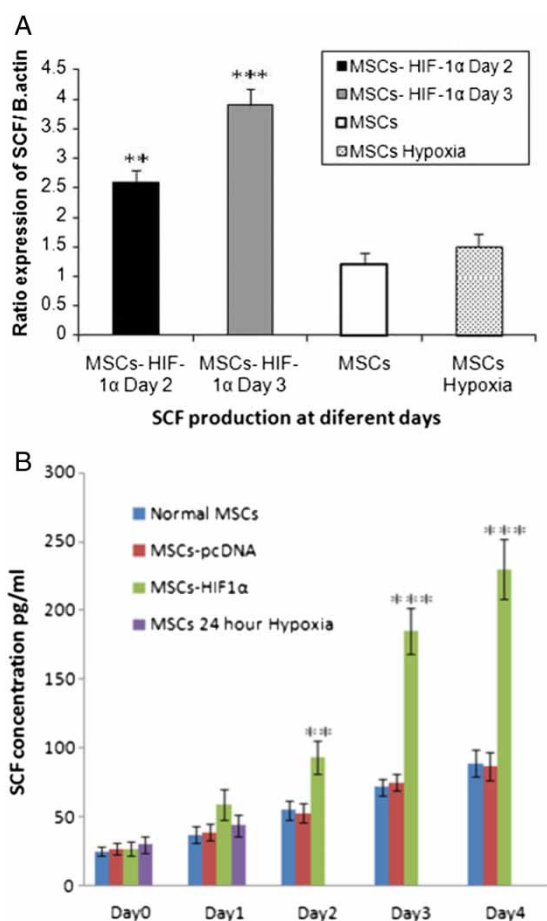 A
Ratio expression of SCF/ B.actin
4.5
4
3.5
3
2.5
2
1.5
1
0.5
0
**
***
MSCs- HIF-1α Day 2
MSCs- HIF-1α Day 3
MSCs
MSCs Hypoxia
MSCs- HIF-
1α Day 2
MSCs- HIF-
1α Day 3
MSCs
MSCs
Hypoxia
SCF production at diferent days
B
SCF concentration pg/ml
300
250
200
150
100
50
0
Normal MSCs
MSCs-pcDNA
MSCs-HIF1α
MSCs 24 hour Hypoxia
**
***
***
Day0
Day1
Day2
Day3
Day4